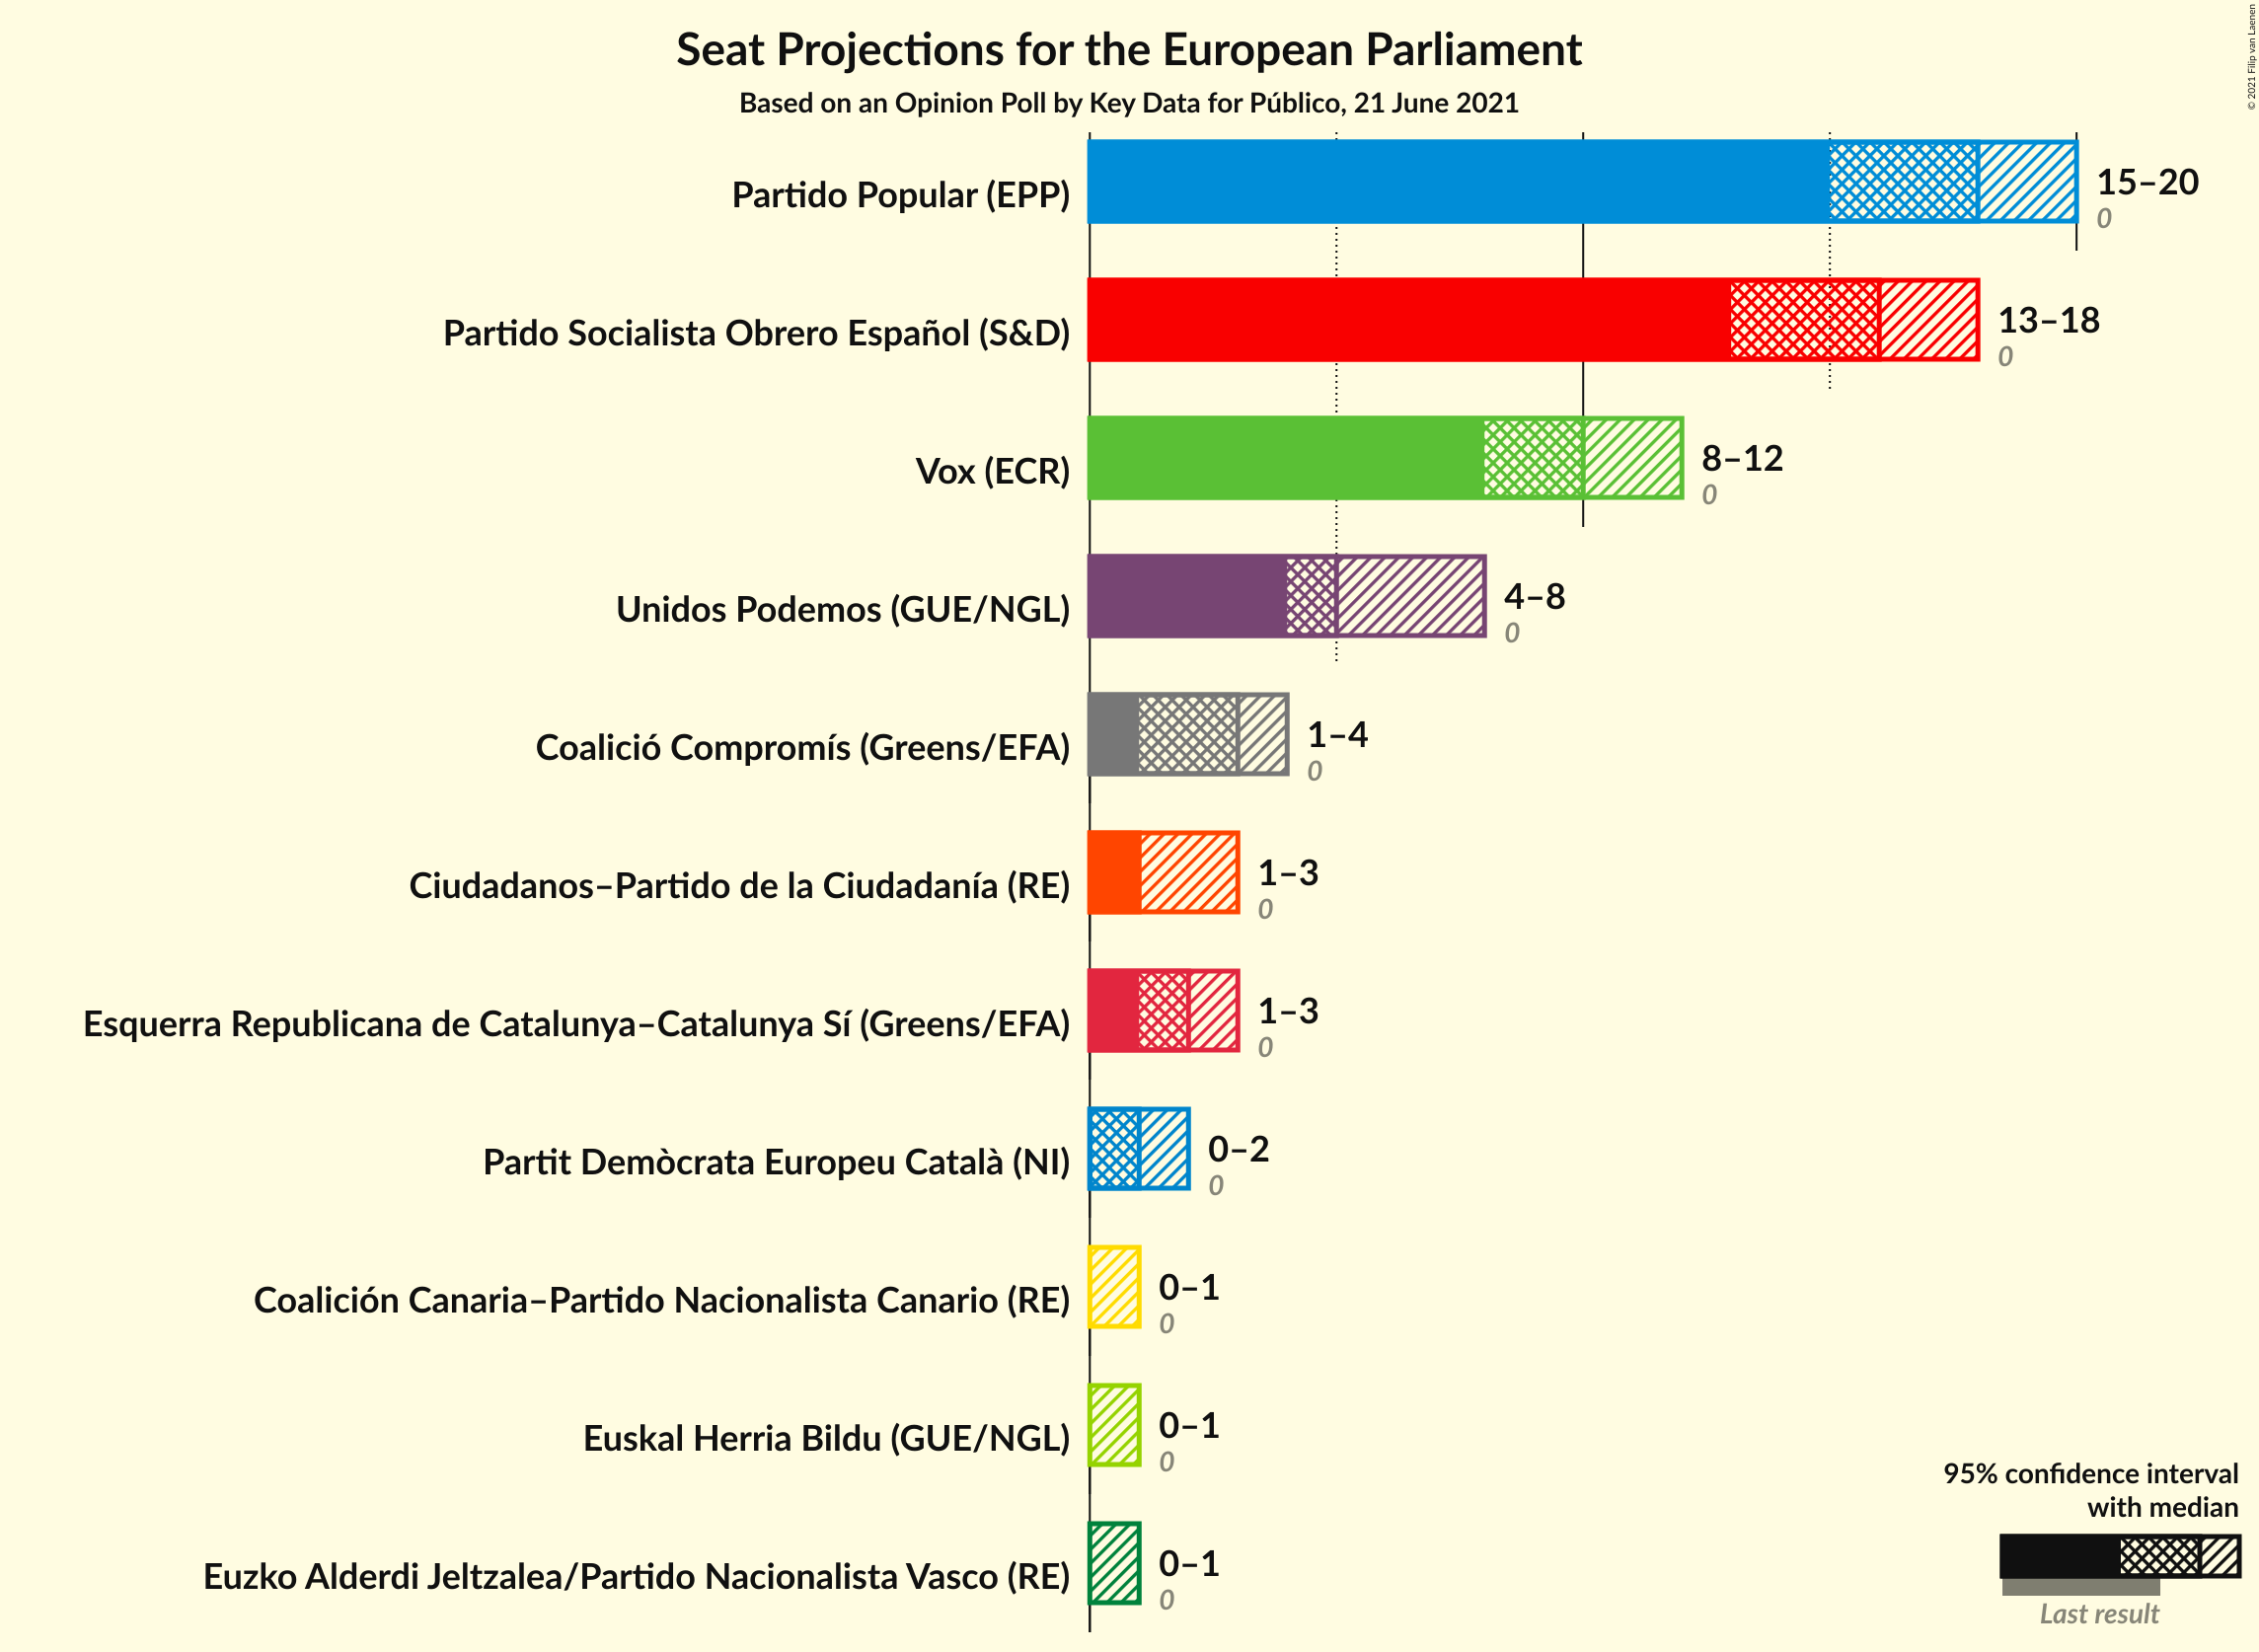 Seat Projections for the European Parliament
Based on an Opinion Poll by Key Data for Público, 21 June 2021
© 2021 Filip van Laenen
Partido Popular (EPP)
15–20
0
Partido Socialista Obrero Español (S&D)
13–18
0
Vox (ECR)
8–12
0
Unidos Podemos (GUE/NGL)
4–8
0
Coalició Compromís (Greens/EFA)
1–4
0
Ciudadanos–Partido de la Ciudadanía (RE)
1–3
0
Esquerra Republicana de Catalunya–Catalunya Sí (Greens/EFA)
1–3
0
Partit Demòcrata Europeu Català (NI)
0–2
0
Coalición Canaria–Partido Nacionalista Canario (RE)
0–1
0
Euskal Herria Bildu (GUE/NGL)
0–1
0
Euzko Alderdi Jeltzalea/Partido Nacionalista Vasco (RE)
0–1
0
95% confidence interval
with median
Last result